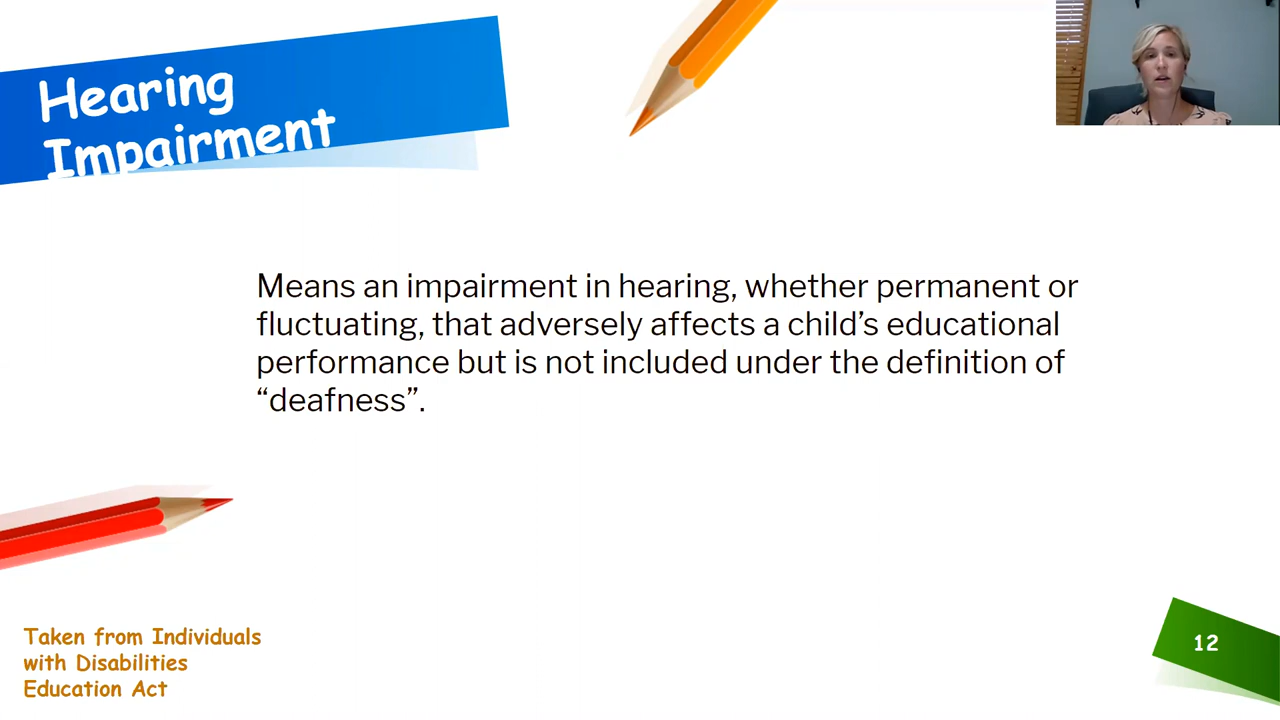 Hearing
Impairment
Means an impairment in hearing, whether permanent or
fluctuating, that adversely affects a child’s educational
performance but is not included under the definition of
“deafness”.
Taken from Individuals
with Disabilities
Education Act
12